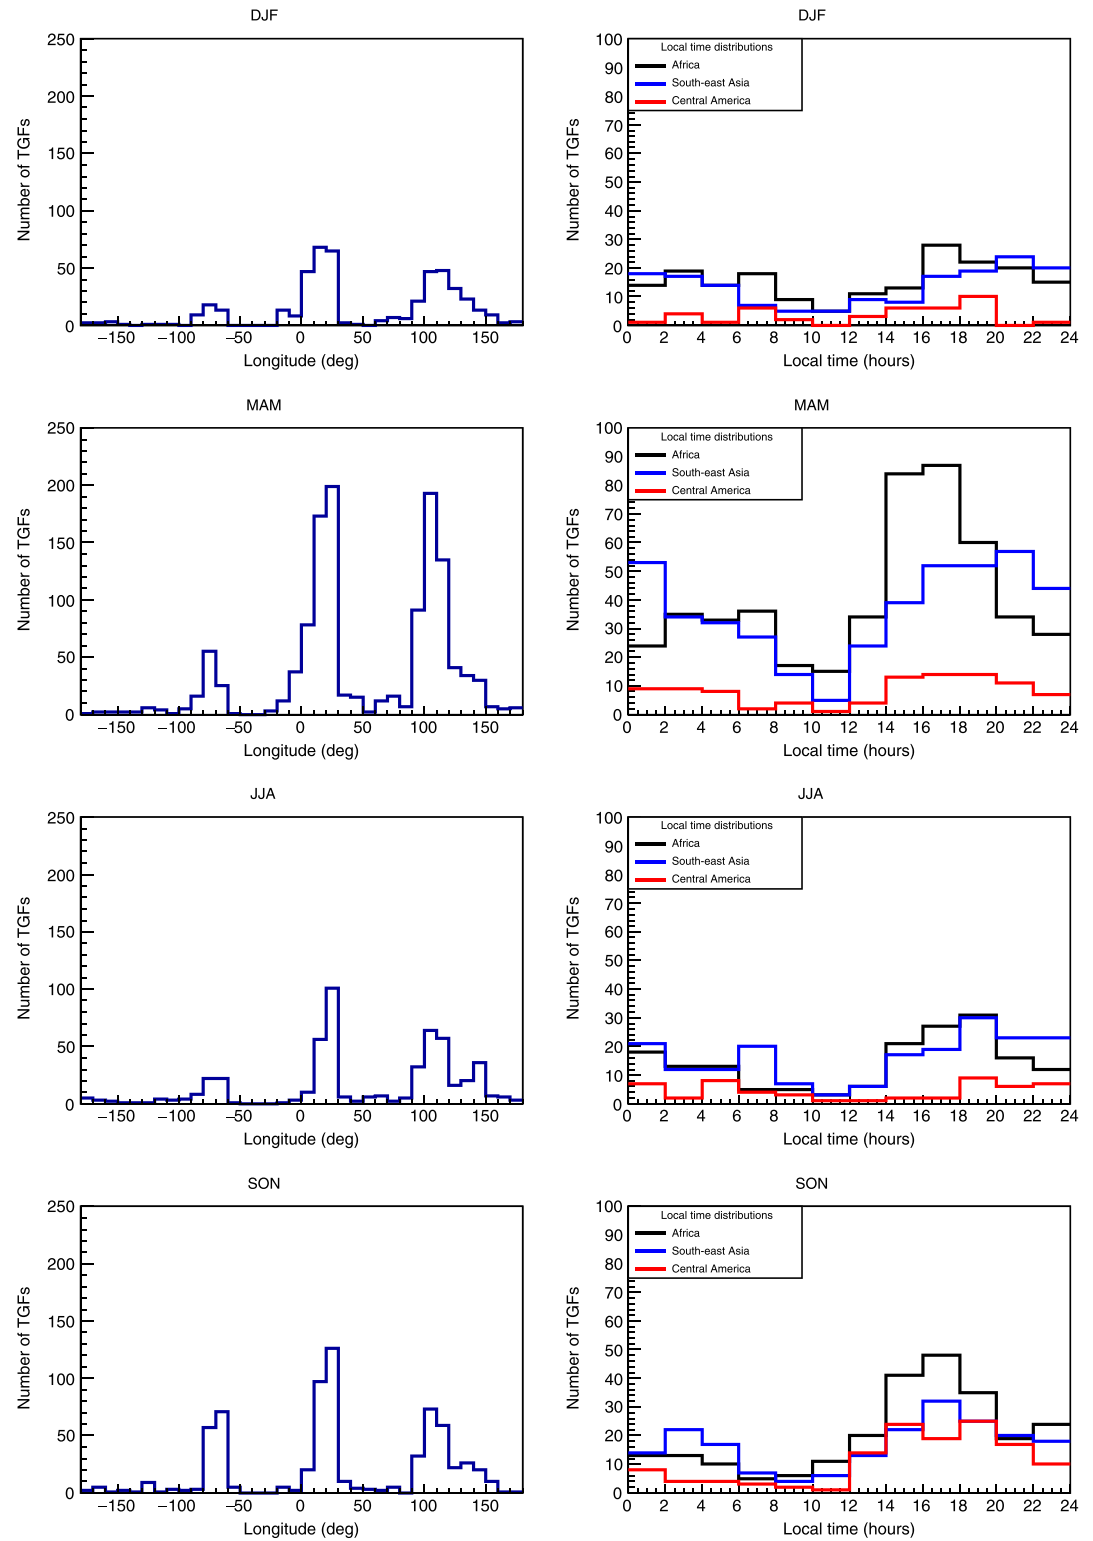 DJF
250
200
150
100
50
0
Number of TGFs
−150 −100 −50 0 50 100 150
Longitude (deg)
DJF
100
90
80
70
60
50
40
30
20
10
0
Number of TGFs
Local time distributions
Africa
South-east Asia
Central America
0 2 4 6 8 10 12 14 16 18 20 22 24
Local time (hours)
MAM
250
200
150
100
50
0
Number of TGFs
−150 −100 −50 0 50 100 150
Longitude (deg)
MAM
100
90
80
70
60
50
40
30
20
10
0
Number of TGFs
Local time distributions
Africa
South-east Asia
Central America
0 2 4 6 8 10 12 14 16 18 20 22 24
Local time (hours)
JJA
250
200
150
100
50
0
Number of TGFs
−150 −100 −50 0 50 100 150
Longitude (deg)
JJA
100
90
80
70
60
50
40
30
20
10
0
Number of TGFs
Local time distributions
Africa
South-east Asia
Central America
0 2 4 6 8 10 12 14 16 18 20 22 24
Local time (hours)
SON
250
200
150
100
50
0
Number of TGFs
−150 −100 −50 0 50 100 150
Longitude (deg)
SON
100
90
80
70
60
50
40
30
20
10
0
Number of TGFs
Local time distributions
Africa
South-east Asia
Central America
0 2 4 6 8 10 12 14 16 18 20 22 24
Local time (hours)